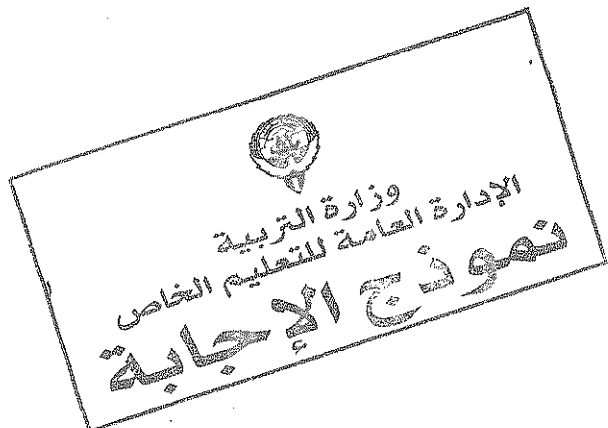 وزارة التربية
الإدارة العامة للتعليم الخاص
نموذج الإجابة